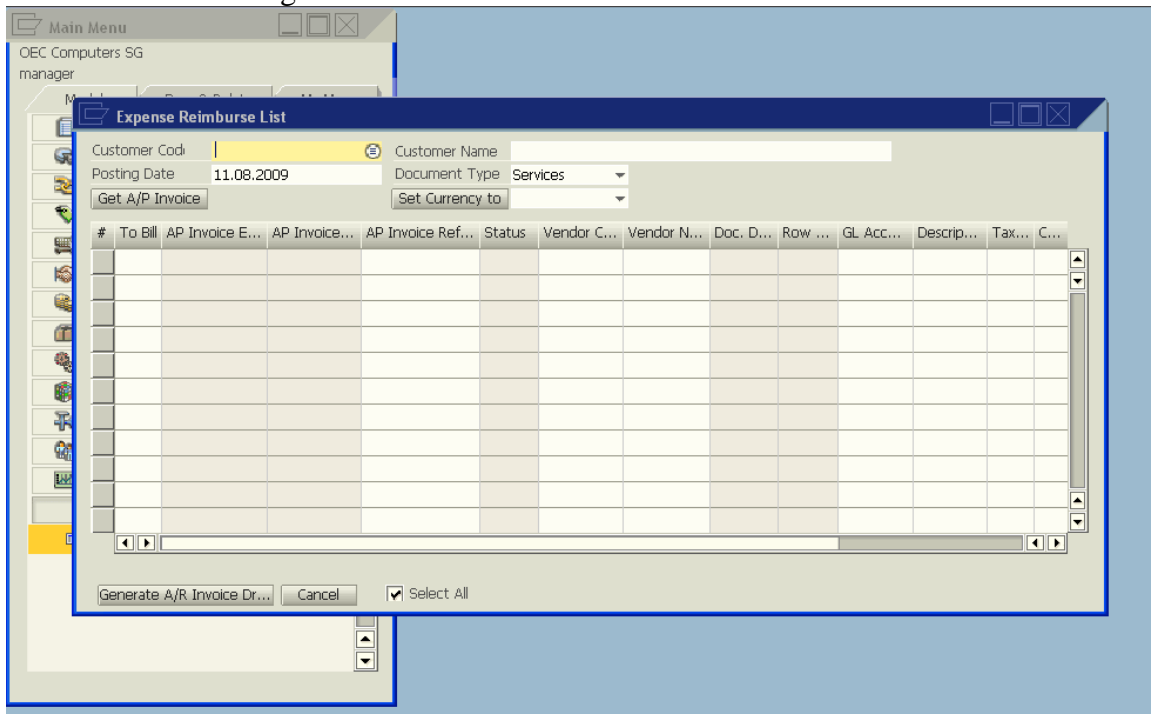 Main Menu
OEC Computers SG
manager
Expense Reimburse List
Customer Cod Customer Name
Posting Date 11.08.2009 Document Type Services
Get A/P Invoice Set Currency to
# To Bill AP Invoice E... AP Invoice... AP Invoice Ref... Status Vendor C... Vendor N... Doc. D... Row ... GL Acc... Descrip... Tax... C...
Generate A/R Invoice Dr... Cancel Select All